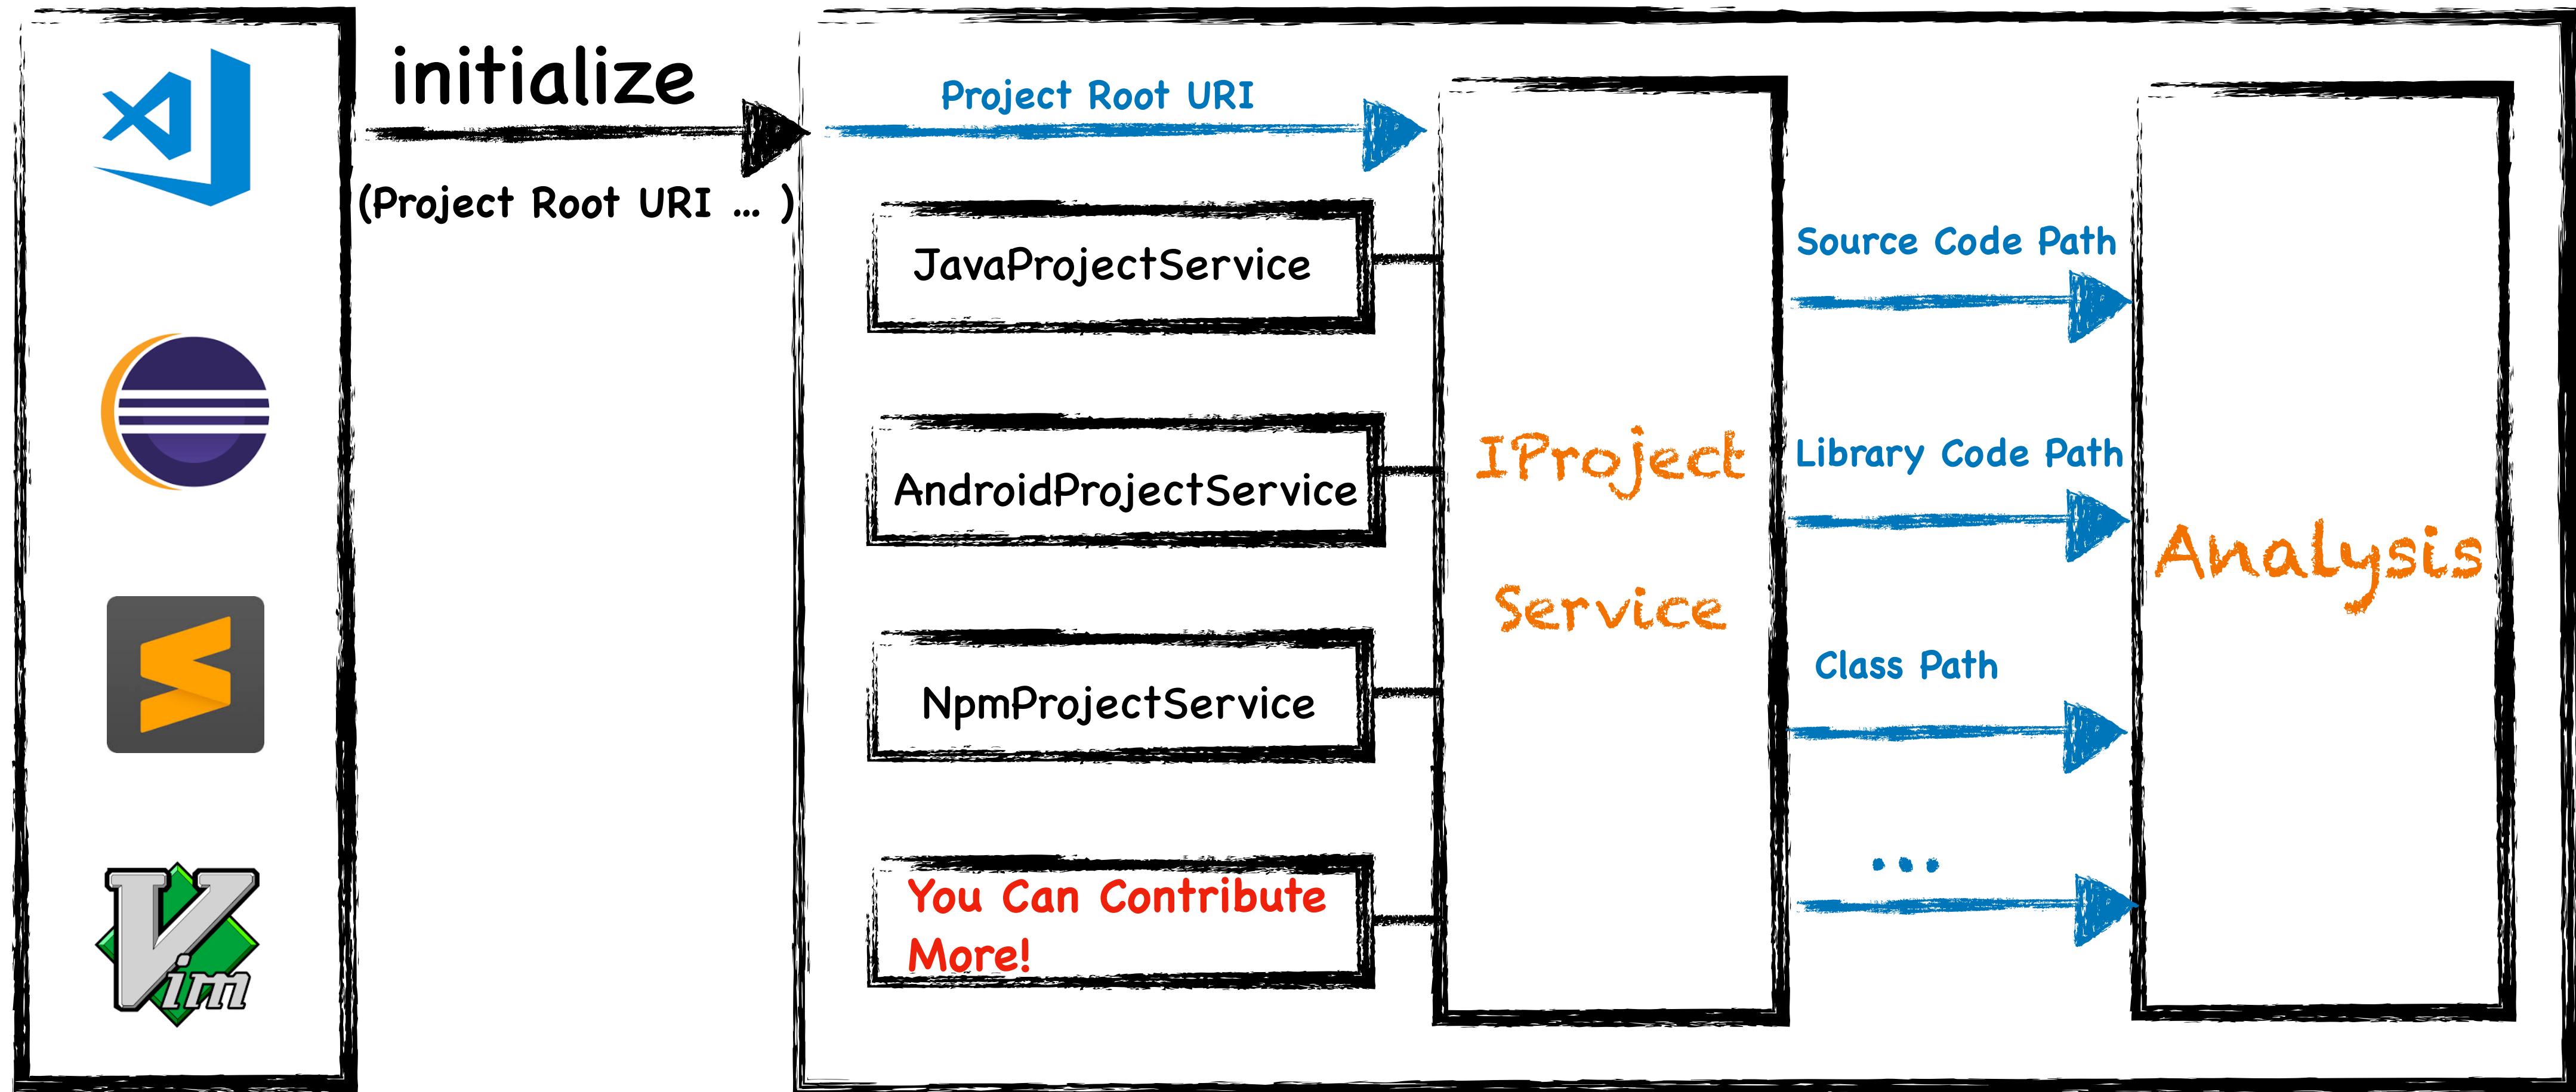 initialize
(Project Root URI ... )
Project Root URI
JavaProjectService
AndroidProjectService
NpmProjectService
You Can Contribute
More!
IProject
Service
Source Code Path
Library Code Path
Class Path
...
Analysis
Vim